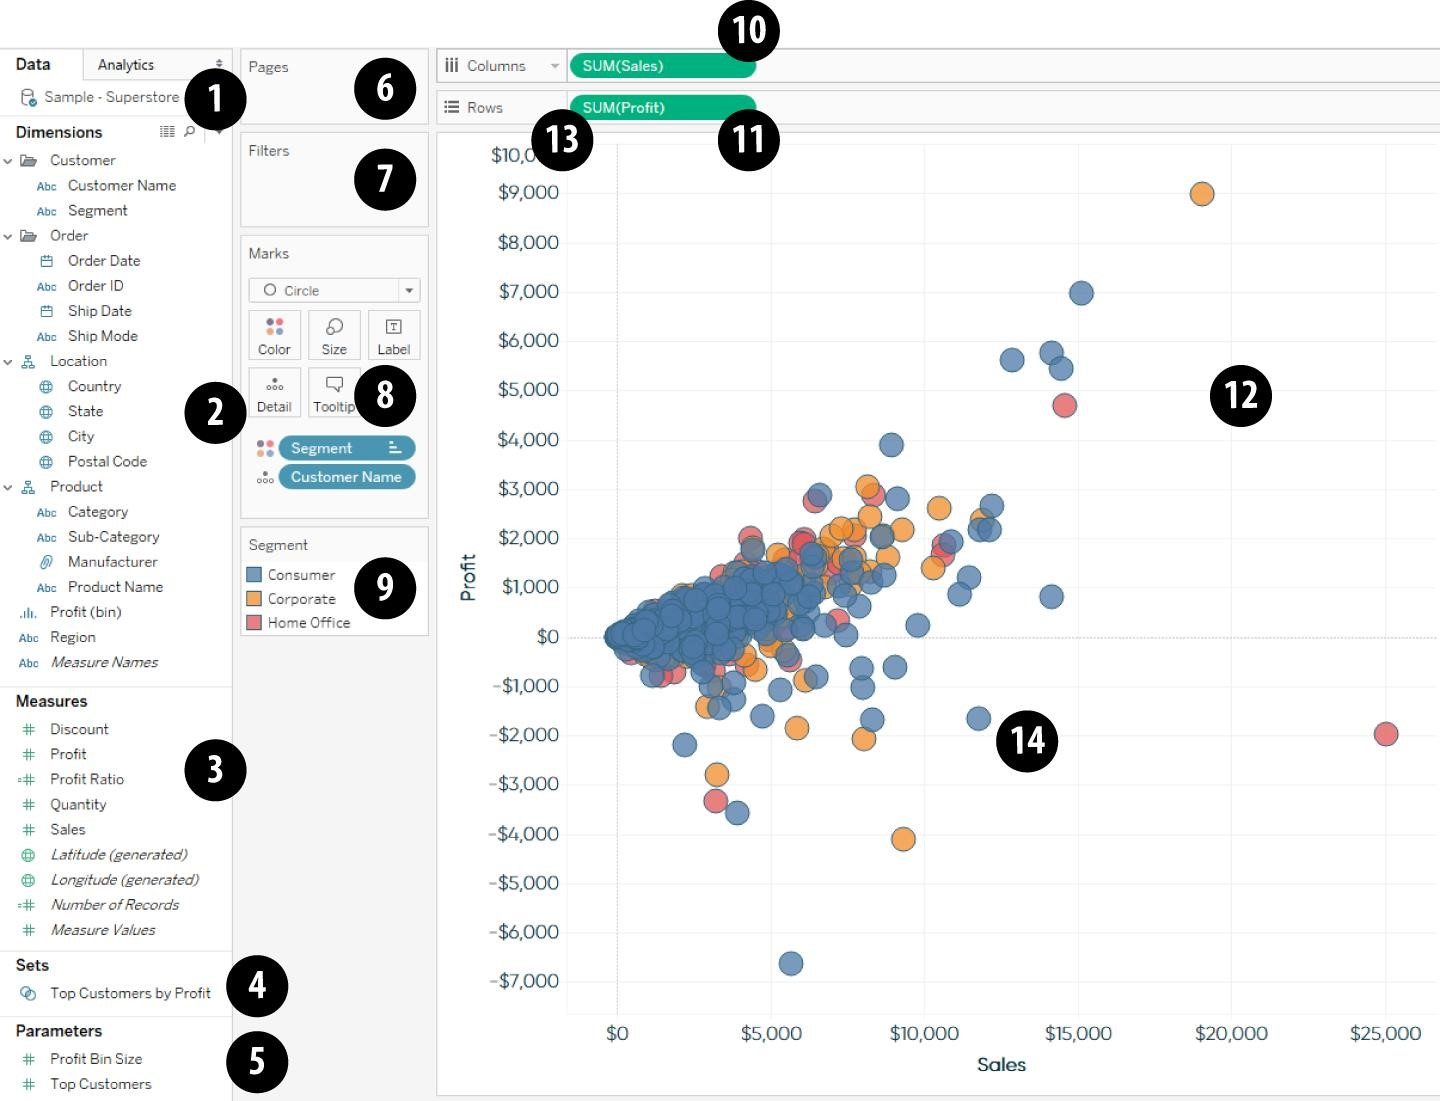 10
Data
Analytics
1
Sample - Superstore
Dimensions
Customer
Abc Customer Name
Abc Segment
Order
Order Date
Abc Order ID
Ship Date
Abc Ship Mode
Location
Country
State
2
City
Postal Code
Product
Abc Category
Abc Sub-Category
Manufacturer
Abc Product Name
Profit (bin)
Abc Region
Abc Measure Names
Measures
# Discount
# Profit
3
=# Profit Ratio
# Quantity
# Sales
Latitude (generated)
Longitude (generated)
=# Number of Records
# Measure Values
Sets
Top Customers by Profit
4
Parameters
# Profit Bin Size
5
# Top Customers
Pages
6
Filters
7
Marks
Circle
Color Size T Label
Detail Tooltip
8
Segment
Customer Name
Segment
Consumer
9
Corporate
Home Office
Columns
SUM(Sales)
Rows
SUM(Profit)
13
11
$10,0
$9,000
$8,000
$7,000
$6,000
$5,000
12
$4,000
$3,000
$2,000
$1,000
$0
-$1,000
-$2,000
14
-$3,000
-$4,000
-$5,000
-$6,000
-$7,000
Profit
$0 $5,000 $10,000 $15,000 $20,000 $25,000
Sales